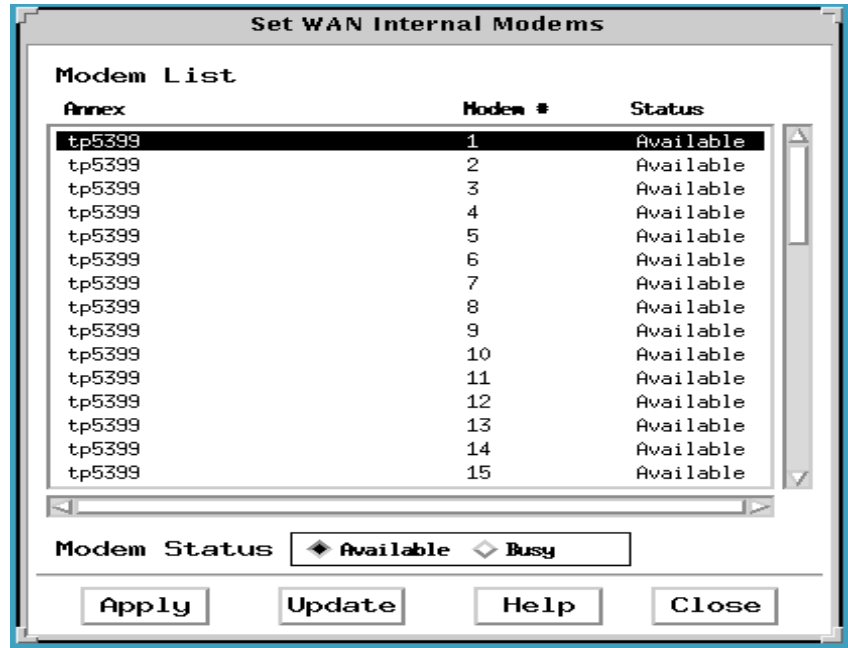 Set WAN Internal Modems
Modem List
Annex Modem # Status
tp5399 1 Available
tp5399 2 Available
tp5399 3 Available
tp5399 4 Available
tp5399 5 Available
tp5399 6 Available
tp5399 7 Available
tp5399 8 Available
tp5399 9 Available
tp5399 10 Available
tp5399 11 Available
tp5399 12 Available
tp5399 13 Available
tp5399 14 Available
tp5399 15 Available
Modem Status Available Busy
Apply Update Help Close